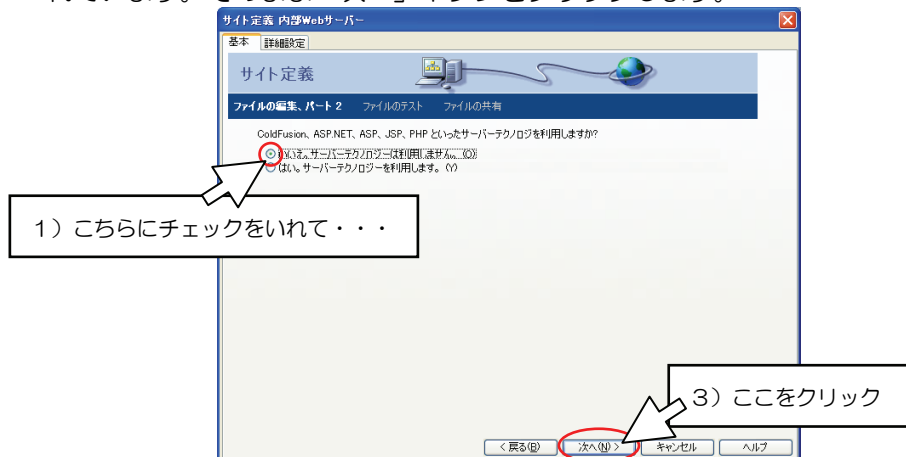 サイト定義 内部Webサーバー
基本 詳細設定
サイト定義
ファイルの編集、パート 2 ファイルのテスト ファイルの共有
ColdFusion、ASP.NET、ASP、JSP、PHP といったサーバーテクノロジを利用しますか?
いいえ。サーバーテクノロジーは利用しません。(O)
はい。サーバーテクノロジーを利用します。(Y)
1）こちらにチェックをいれて・・・
3）ここをクリック
< 戻る(B) 次へ(N) > キャンセル ヘルプ